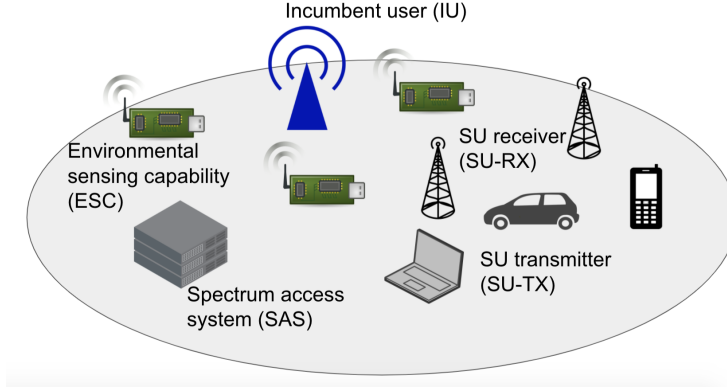 Incumbent user (IU)
Environmental
sensing capability
(ESC)
SU receiver
(SU-RX)
SU transmitter
(SU-TX)
Spectrum access
system (SAS)